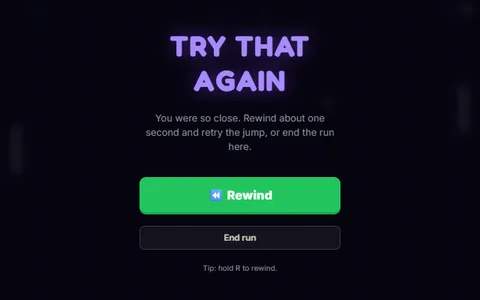 TRY THAT
AGAIN
You were so close. Rewind about one
second and retry the jump, or end the run
here.
⏪ Rewind
End run
Tip: hold R to rewind.